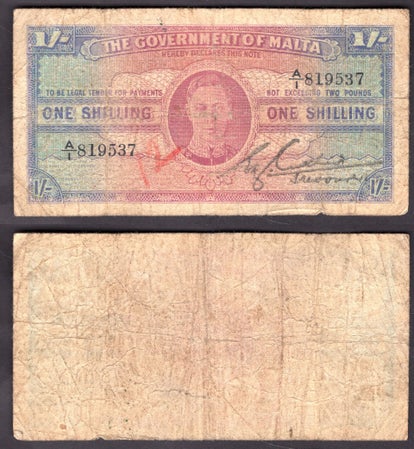 1/- THE GOVERNMENT OF MALTA 1/-
HEREBY DECLARES THIS NOTE
A/1 819537
TO BE LEGAL TENDER FOR PAYMENTS NOT EXCEEDING TWO POUNDS
ONE SHILLING ONE SHILLING
A/1 819537
1/- 1/-